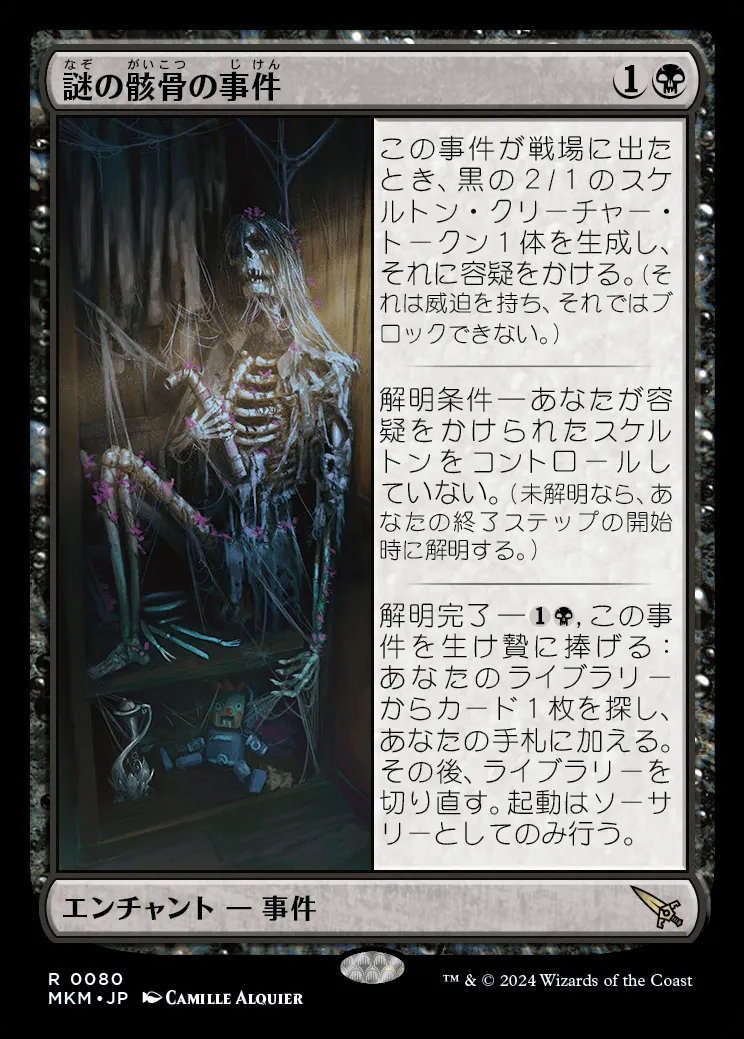 なぞ がいこつ じけん
謎の骸骨の事件 1
この事件が戦場に出た
とき、黒の2/1のスケ
ルトン・クリーチャー・
トークン1体を生成し、
それに容疑をかける。(そ
れは威迫を持ち、それではブ
ロックできない。)
解明条件―あなたが容
疑をかけられたスケル
トンをコントロールし
ていない。(未解明なら、あ
なたの終了ステップの開始
時に解明する。)
解明完了―1, この事
件を生け贄に捧げる:
あなたのライブラリー
からカード1枚を探し、
あなたの手札に加える。
その後、ライブラリーを
切り直す。起動はソーサ
リーとしてのみ行う。
エンチャント ― 事件
R 0080
MKM • JP CAMILLE ALQUIER
™ & © 2024 Wizards of the Coast